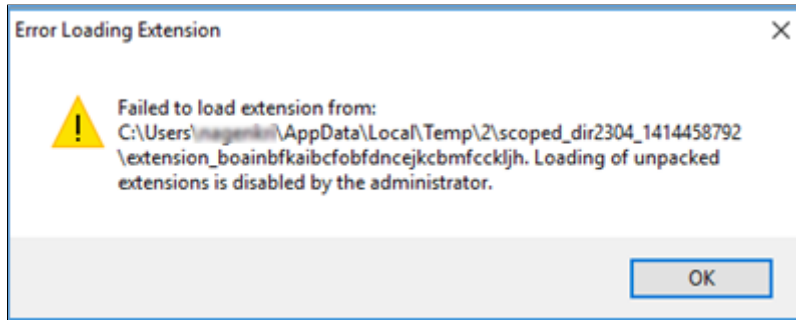 Error Loading Extension
Failed to load extension from:
C:\Users\ \AppData\Local\Temp\2\scoped_dir2304_1414458792
\extension_boainbfkaibcfobfdncejkcbmfccckljh. Loading of unpacked
extensions is disabled by the administrator.
OK